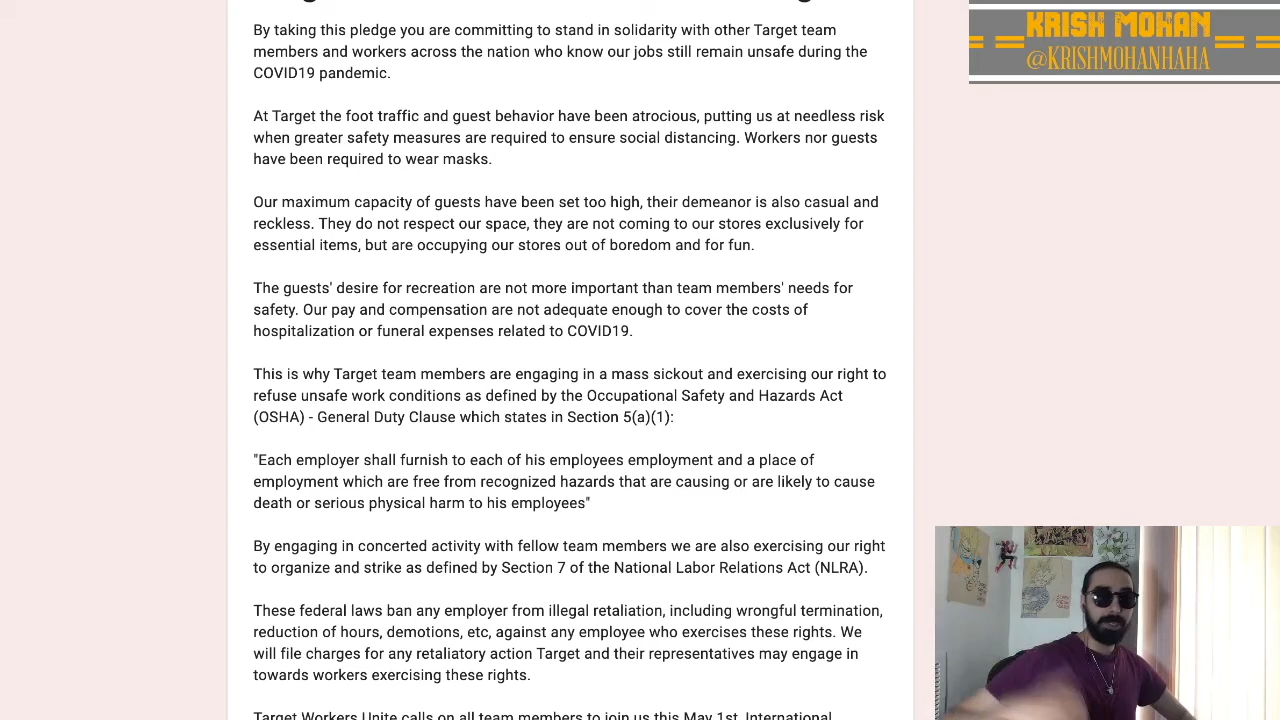 KRISH MOHAN
@KRISHMOHANHAHA
By taking this pledge you are committing to stand in solidarity with other Target team
members and workers across the nation who know our jobs still remain unsafe during the
COVID19 pandemic.
At Target the foot traffic and guest behavior have been atrocious, putting us at needless risk
when greater safety measures are required to ensure social distancing. Workers nor guests
have been required to wear masks.
Our maximum capacity of guests have been set too high, their demeanor is also casual and
reckless. They do not respect our space, they are not coming to our stores exclusively for
essential items, but are occupying our stores out of boredom and for fun.
The guests' desire for recreation are not more important than team members' needs for
safety. Our pay and compensation are not adequate enough to cover the costs of
hospitalization or funeral expenses related to COVID19.
This is why Target team members are engaging in a mass sickout and exercising our right to
refuse unsafe work conditions as defined by the Occupational Safety and Hazards Act
(OSHA) - General Duty Clause which states in Section 5(a)(1):
"Each employer shall furnish to each of his employees employment and a place of
employment which are free from recognized hazards that are causing or are likely to cause
death or serious physical harm to his employees"
By engaging in concerted activity with fellow team members we are also exercising our right
to organize and strike as defined by Section 7 of the National Labor Relations Act (NLRA).
These federal laws ban any employer from illegal retaliation, including wrongful termination,
reduction of hours, demotions, etc, against any employee who exercises these rights. We
will file charges for any retaliatory action Target and their representatives may engage in
towards workers exercising these rights.
Target Workers Unite calls on all team members to join us this May 1st, International